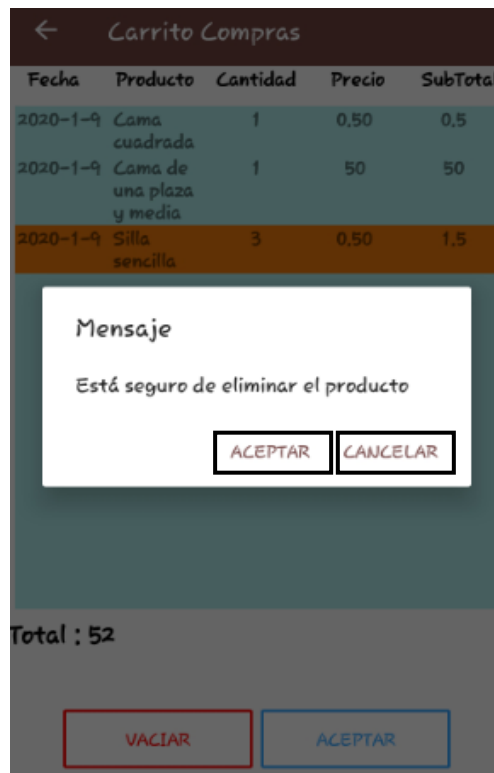 Carrito Compras
Fecha Producto Cantidad Precio SubTotal
2020-1-9 Cama 1 0,50 0,5
cuadrada
2020-1-9 Cama de 1 50 50
una plaza
y media
2020-1-9 Silla 3 0,50 1,5
sencilla
Mensaje
Está seguro de eliminar el producto
ACEPTAR CANCELAR
Total : 52
VACIAR ACEPTAR